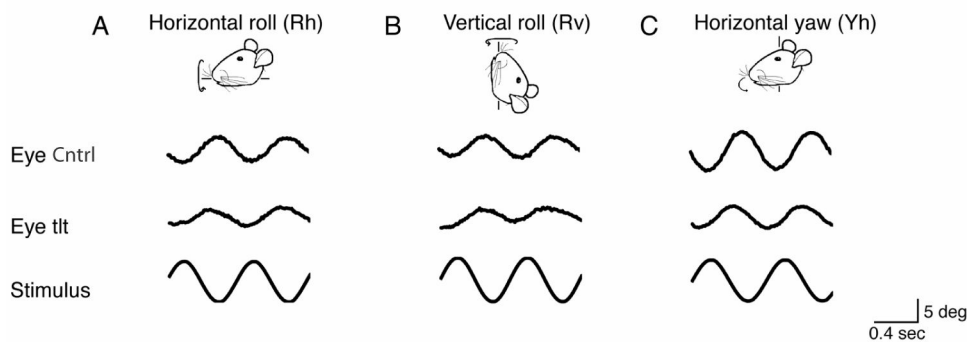 A Horizontal roll (Rh)
B Vertical roll (Rv)
C Horizontal yaw (Yh)
Eye Cntrl
Eye tlt
Stimulus
5 deg
0.4 sec